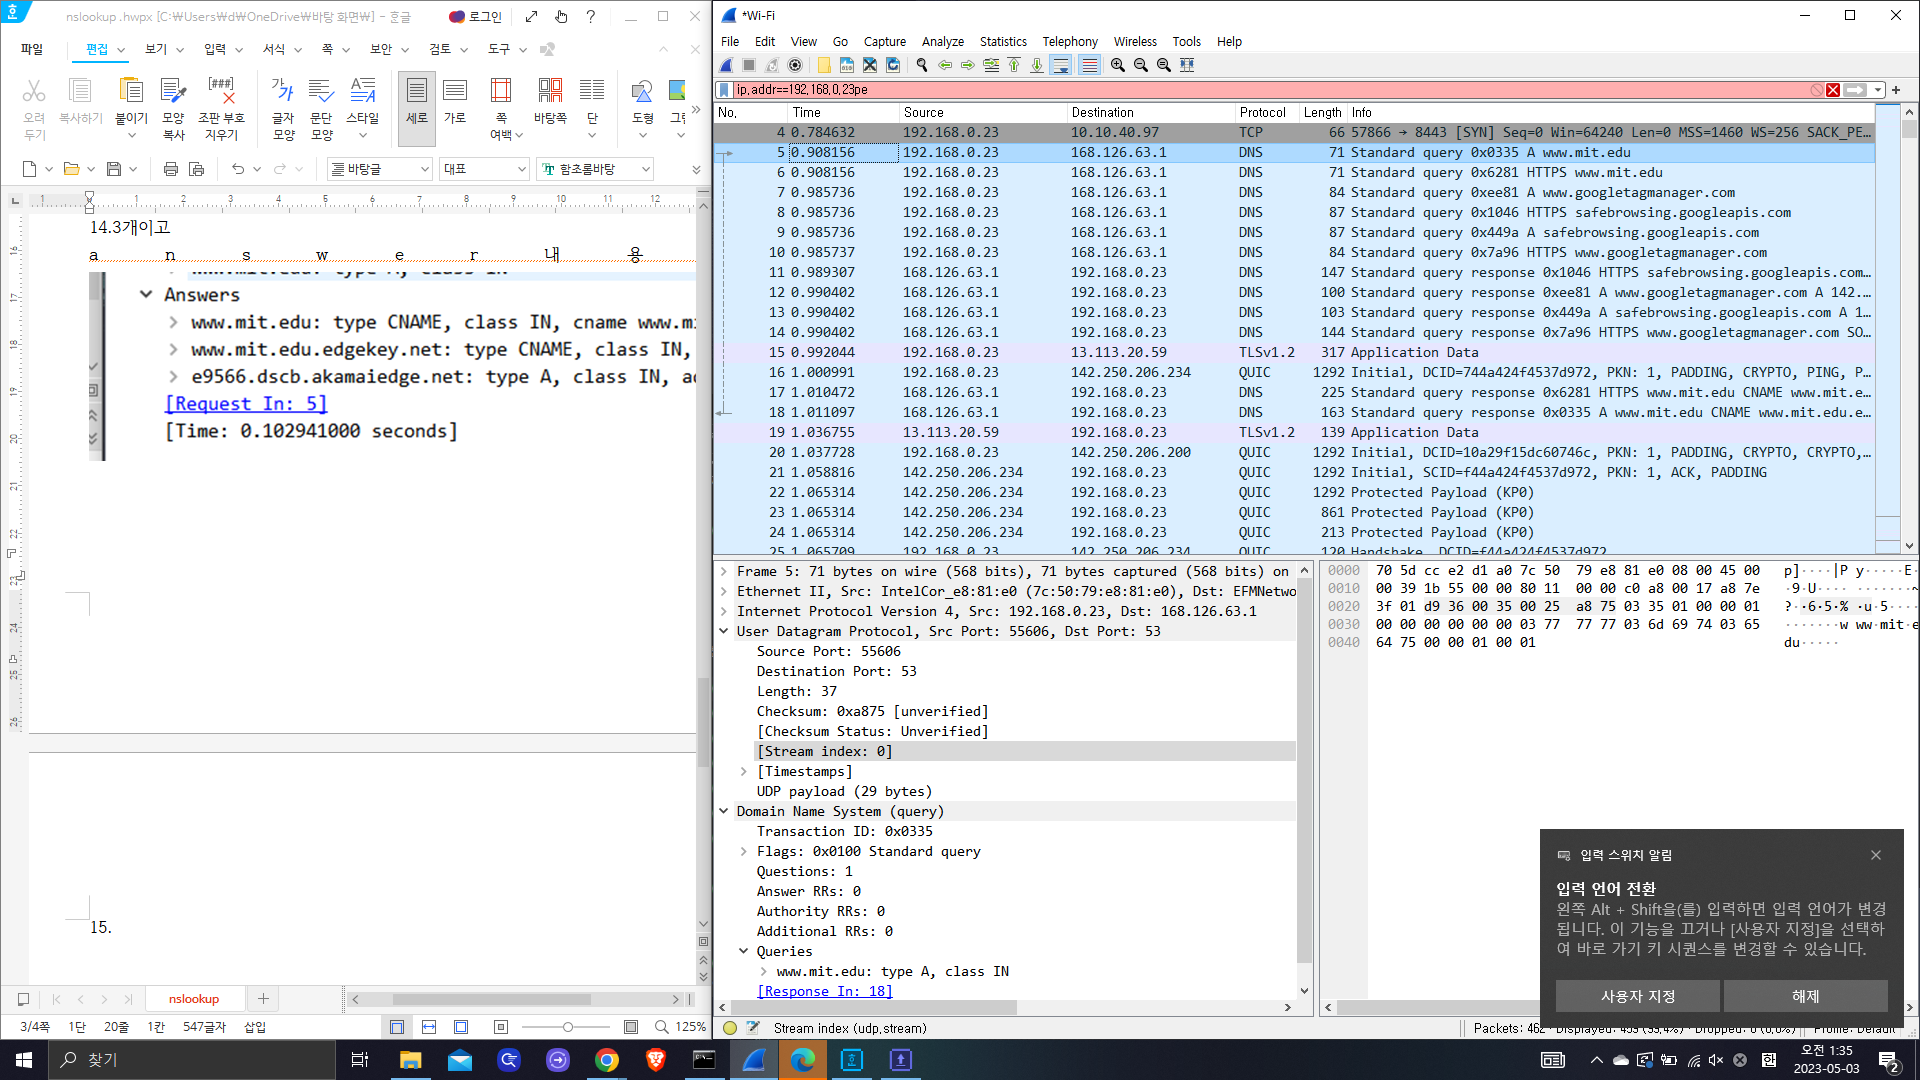 nslookup .hwpx [C:₩Users₩d₩OneDrive₩바탕 화면₩] - 호글
로그인
파일 편집 보기 입력 서식 쪽 보안 검토 도구
오려 두기
복사하기
붙이기
모양 복사
조판 부호 지우기
글자 모양
문단 모양
스타일
세로
가로
쪽 여백
바탕쪽
단
도형
바탕글
대표
함초롬바탕
14.3개이고
a n s w e r 내 용
Answers
www.mit.edu: type CNAME, class IN, cname www.m
www.mit.edu.edgekey.net: type CNAME, class IN,
e9566.dscb.akamaiedge.net: type A, class IN, a
[Request In: 5]
[Time: 0.102941000 seconds]
15.
nslookup
3/4쪽 1단 20줄 1칸 547글자 삽입 125%
*Wi-Fi
File Edit View Go Capture Analyze Statistics Telephony Wireless Tools Help
ip,addr==192,168,0,23pe
No. Time Source Destination Protocol Length Info
4 0.784632 192.168.0.23 10.10.40.97 TCP 66 57866 → 8443 [SYN] Seq=0 Win=64240 Len=0 MSS=1460 WS=256 SACK_PE…
5 0.908156 192.168.0.23 168.126.63.1 DNS 71 Standard query 0x0335 A www.mit.edu
6 0.908156 192.168.0.23 168.126.63.1 DNS 71 Standard query 0x6281 HTTPS www.mit.edu
7 0.985736 192.168.0.23 168.126.63.1 DNS 84 Standard query 0xee81 A www.googletagmanager.com
8 0.985736 192.168.0.23 168.126.63.1 DNS 87 Standard query 0x1046 HTTPS safebrowsing.googleapis.com
9 0.985736 192.168.0.23 168.126.63.1 DNS 87 Standard query 0x449a A safebrowsing.googleapis.com
10 0.985737 192.168.0.23 168.126.63.1 DNS 84 Standard query 0x7a96 HTTPS www.googletagmanager.com
11 0.989307 168.126.63.1 192.168.0.23 DNS 147 Standard query response 0x1046 HTTPS safebrowsing.googleapis.com…
12 0.990402 168.126.63.1 192.168.0.23 DNS 100 Standard query response 0xee81 A www.googletagmanager.com A 142.…
13 0.990402 168.126.63.1 192.168.0.23 DNS 103 Standard query response 0x449a A safebrowsing.googleapis.com A 1…
14 0.990402 168.126.63.1 192.168.0.23 DNS 144 Standard query response 0x7a96 HTTPS www.googletagmanager.com SO…
15 0.992044 192.168.0.23 13.113.20.59 TLSv1.2 317 Application Data
16 1.000991 192.168.0.23 142.250.206.234 QUIC 1292 Initial, DCID=744a424f4537d972, PKN: 1, PADDING, CRYPTO, PING, P…
17 1.010472 168.126.63.1 192.168.0.23 DNS 225 Standard query response 0x6281 HTTPS www.mit.edu CNAME www.mit.e…
18 1.011097 168.126.63.1 192.168.0.23 DNS 163 Standard query response 0x0335 A www.mit.edu CNAME www.mit.edu.e…
19 1.036755 13.113.20.59 192.168.0.23 TLSv1.2 139 Application Data
20 1.037728 192.168.0.23 142.250.206.200 QUIC 1292 Initial, DCID=10a29f15dc60746c, PKN: 1, PADDING, CRYPTO, CRYPTO,…
21 1.058816 142.250.206.234 192.168.0.23 QUIC 1292 Initial, SCID=f44a424f4537d972, PKN: 1, ACK, PADDING
22 1.065314 142.250.206.234 192.168.0.23 QUIC 1292 Protected Payload (KP0)
23 1.065314 142.250.206.234 192.168.0.23 QUIC 861 Protected Payload (KP0)
24 1.065314 142.250.206.234 192.168.0.23 QUIC 213 Protected Payload (KP0)
25 1.065709 192.168.0.23 142.250.206.234 QUIC 120 Handshake, DCID=f44a424f4537d972
Frame 5: 71 bytes on wire (568 bits), 71 bytes captured (568 bits) on
Ethernet II, Src: IntelCor_e8:81:e0 (7c:50:79:e8:81:e0), Dst: EFMNetwo
Internet Protocol Version 4, Src: 192.168.0.23, Dst: 168.126.63.1
User Datagram Protocol, Src Port: 55606, Dst Port: 53
Source Port: 55606
Destination Port: 53
Length: 37
Checksum: 0xa875 [unverified]
[Checksum Status: Unverified]
[Stream index: 0]
[Timestamps]
UDP payload (29 bytes)
Domain Name System (query)
Transaction ID: 0x0335
Flags: 0x0100 Standard query
Questions: 1
Answer RRs: 0
Authority RRs: 0
Additional RRs: 0
Queries
www.mit.edu: type A, class IN
[Response In: 18]
0000 70 5d cc e2 d1 a0 7c 50 79 e8 81 e0 08 00 45 00 p]····|P y·····E·
0010 00 39 1b 55 00 00 80 11 00 00 c0 a8 00 17 a8 7e ·9·U···· ·······~
0020 3f 01 d9 36 00 35 00 25 a8 75 03 35 01 00 00 01 ?··6·5·% ·u·5····
0030 00 00 00 00 00 00 03 77 77 77 03 6d 69 74 03 65 ·······w ww·mit·e
0040 64 75 00 00 01 00 01 du·····
Stream index (udp,stream)
Packets: 462 · Displayed: 459 (99,4%) · Dropped: 0 (0,0%)
Profile: Default
입력 스위치 알림
입력 언어 전환
왼쪽 Alt + Shift을(를) 입력하면 입력 언어가 변경
됩니다. 이 기능을 끄거나 [사용자 지정]을 선택하
여 바로 가기 키 시퀀스를 변경할 수 있습니다.
사용자 지정
해제
찾기
한
오전 1:35
2023-05-03
2